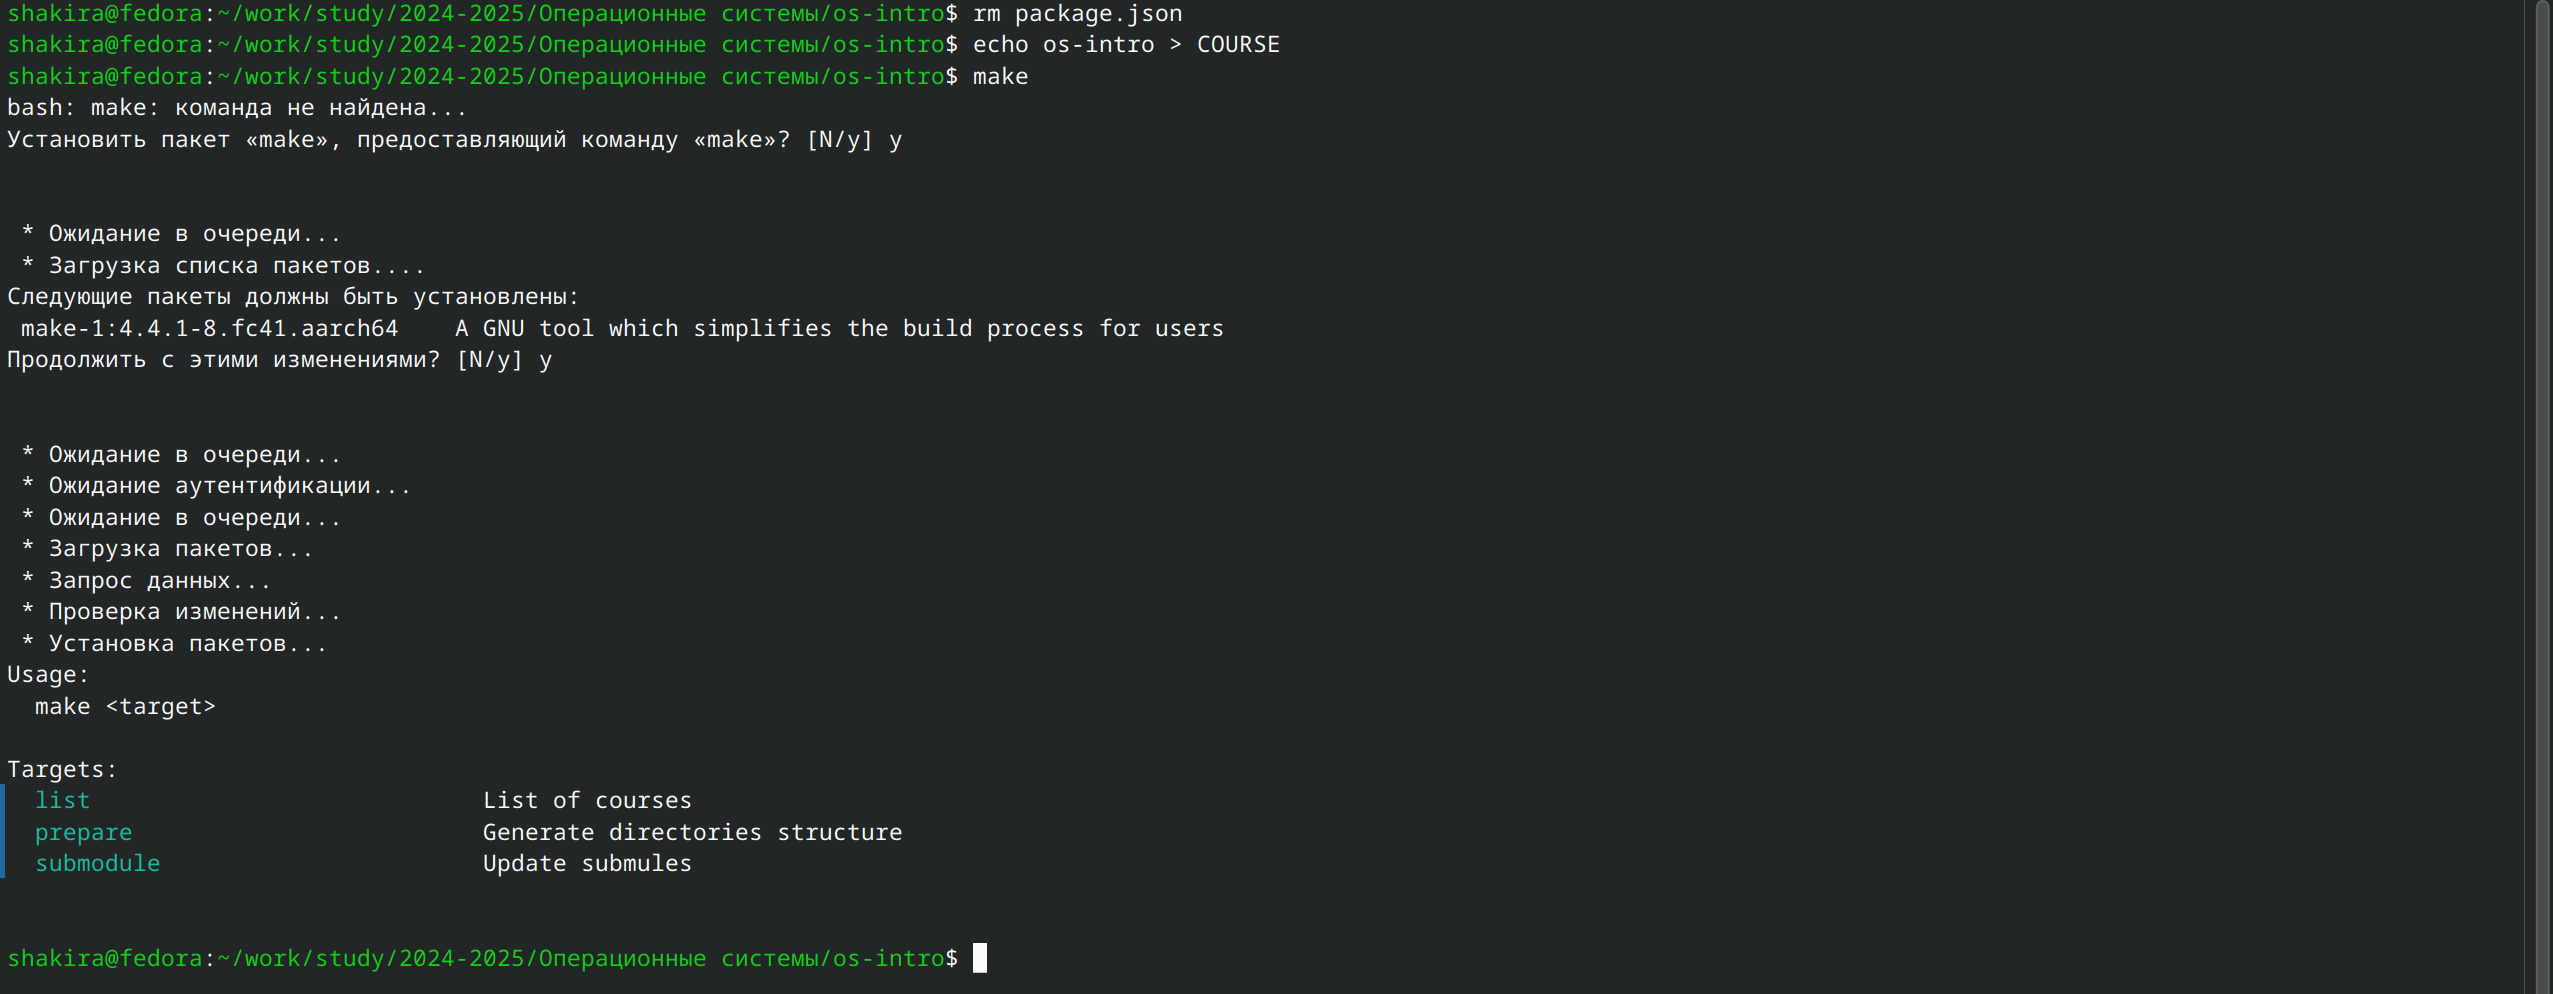 shakira@fedora:~/work/study/2024-2025/Операционные системы/os-intro$ rm package.json
shakira@fedora:~/work/study/2024-2025/Операционные системы/os-intro$ echo os-intro > COURSE
shakira@fedora:~/work/study/2024-2025/Операционные системы/os-intro$ make
bash: make: команда не найдена...
Установить пакет «make», предоставляющий команду «make»? [N/y] y
 * Ожидание в очереди...
 * Загрузка списка пакетов....
Следующие пакеты должны быть установлены:
 make-1:4.4.1-8.fc41.aarch64    A GNU tool which simplifies the build process for users
Продолжить с этими изменениями? [N/y] y
 * Ожидание в очереди...
 * Ожидание аутентификации...
 * Ожидание в очереди...
 * Загрузка пакетов...
 * Запрос данных...
 * Проверка изменений...
 * Установка пакетов...
Usage:
  make <target>
Targets:
  list                            List of courses
  prepare                         Generate directories structure
  submodule                       Update submules
shakira@fedora:~/work/study/2024-2025/Операционные системы/os-intro$